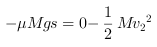 −μMgs = 0− 1/2 Mv₂²